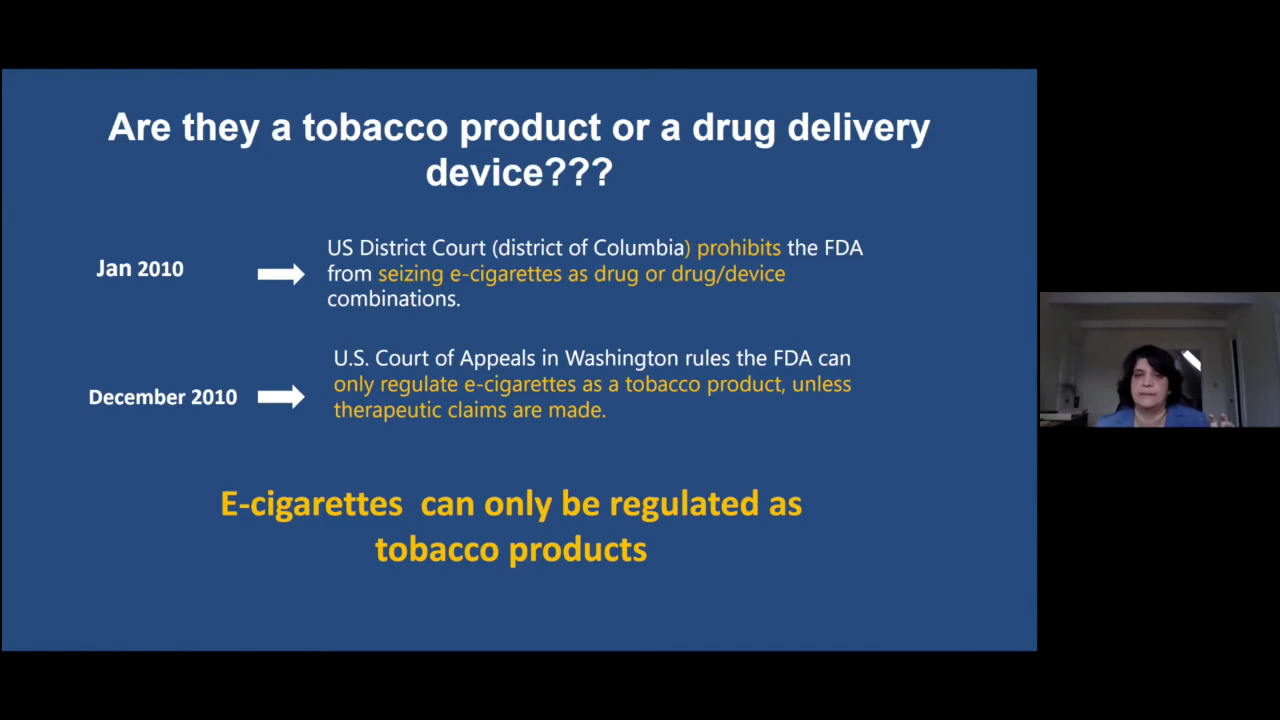 Are they a tobacco product or a drug delivery
device???
Jan 2010
US District Court (district of Columbia) prohibits the FDA
from seizing e-cigarettes as drug or drug/device
combinations.
December 2010
U.S. Court of Appeals in Washington rules the FDA can
only regulate e-cigarettes as a tobacco product, unless
therapeutic claims are made.
E-cigarettes can only be regulated as
tobacco products